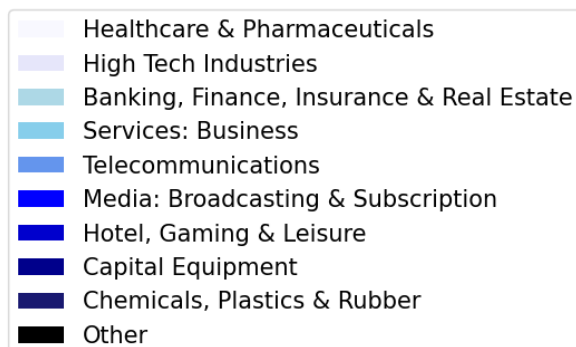 Healthcare & Pharmaceuticals
High Tech Industries
Banking, Finance, Insurance & Real Estate
Services: Business
Telecommunications
Media: Broadcasting & Subscription
Hotel, Gaming & Leisure
Capital Equipment
Chemicals, Plastics & Rubber
Other